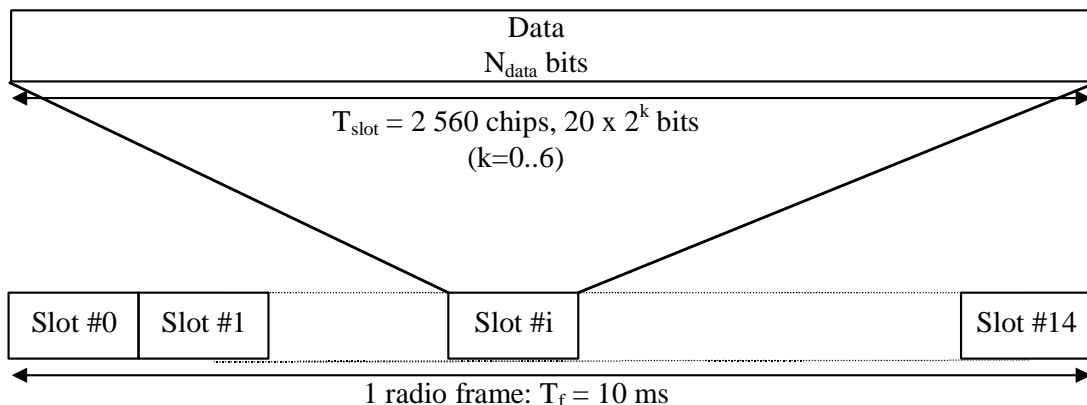 Data
N_data bits
T_slot = 2 560 chips, 20 x 2^k bits
(k=0..6)
Slot #0 Slot #1 Slot #i Slot #14
1 radio frame: T_f = 10 ms